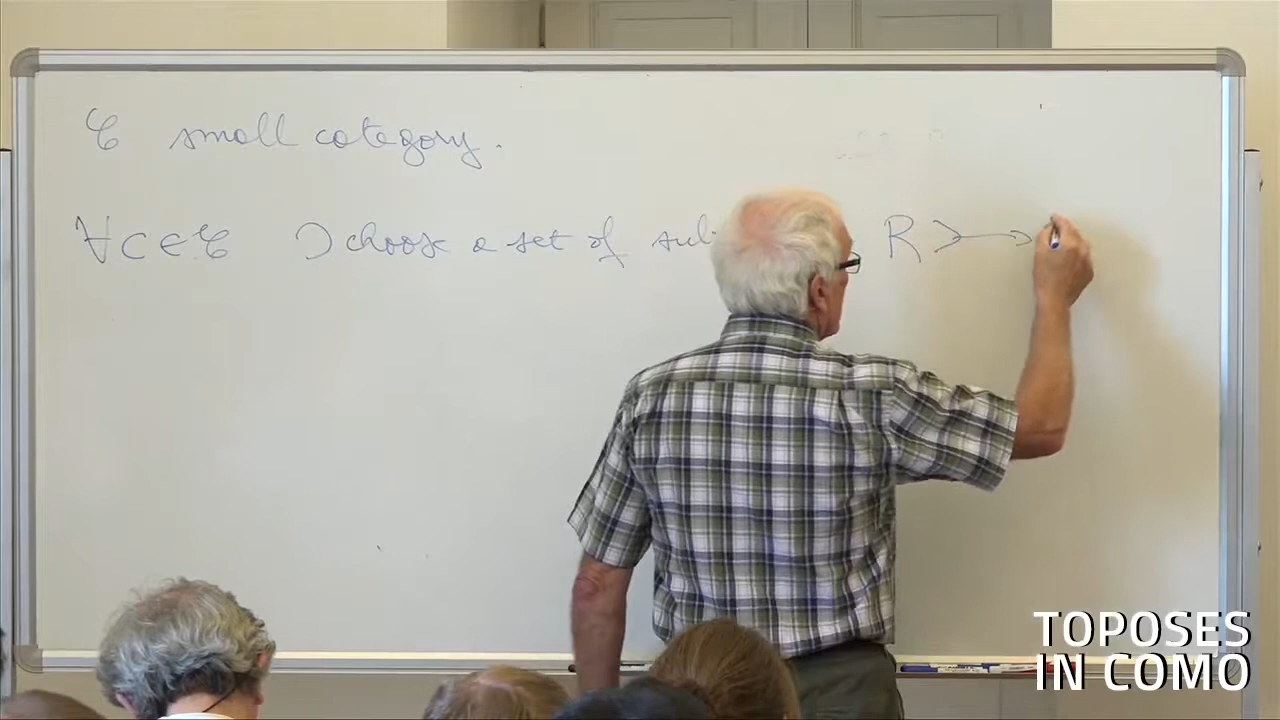 𝒞 small category.
∀ C ∈ 𝒞 choose a set of sub R ↣
TOPOSES
IN COMO